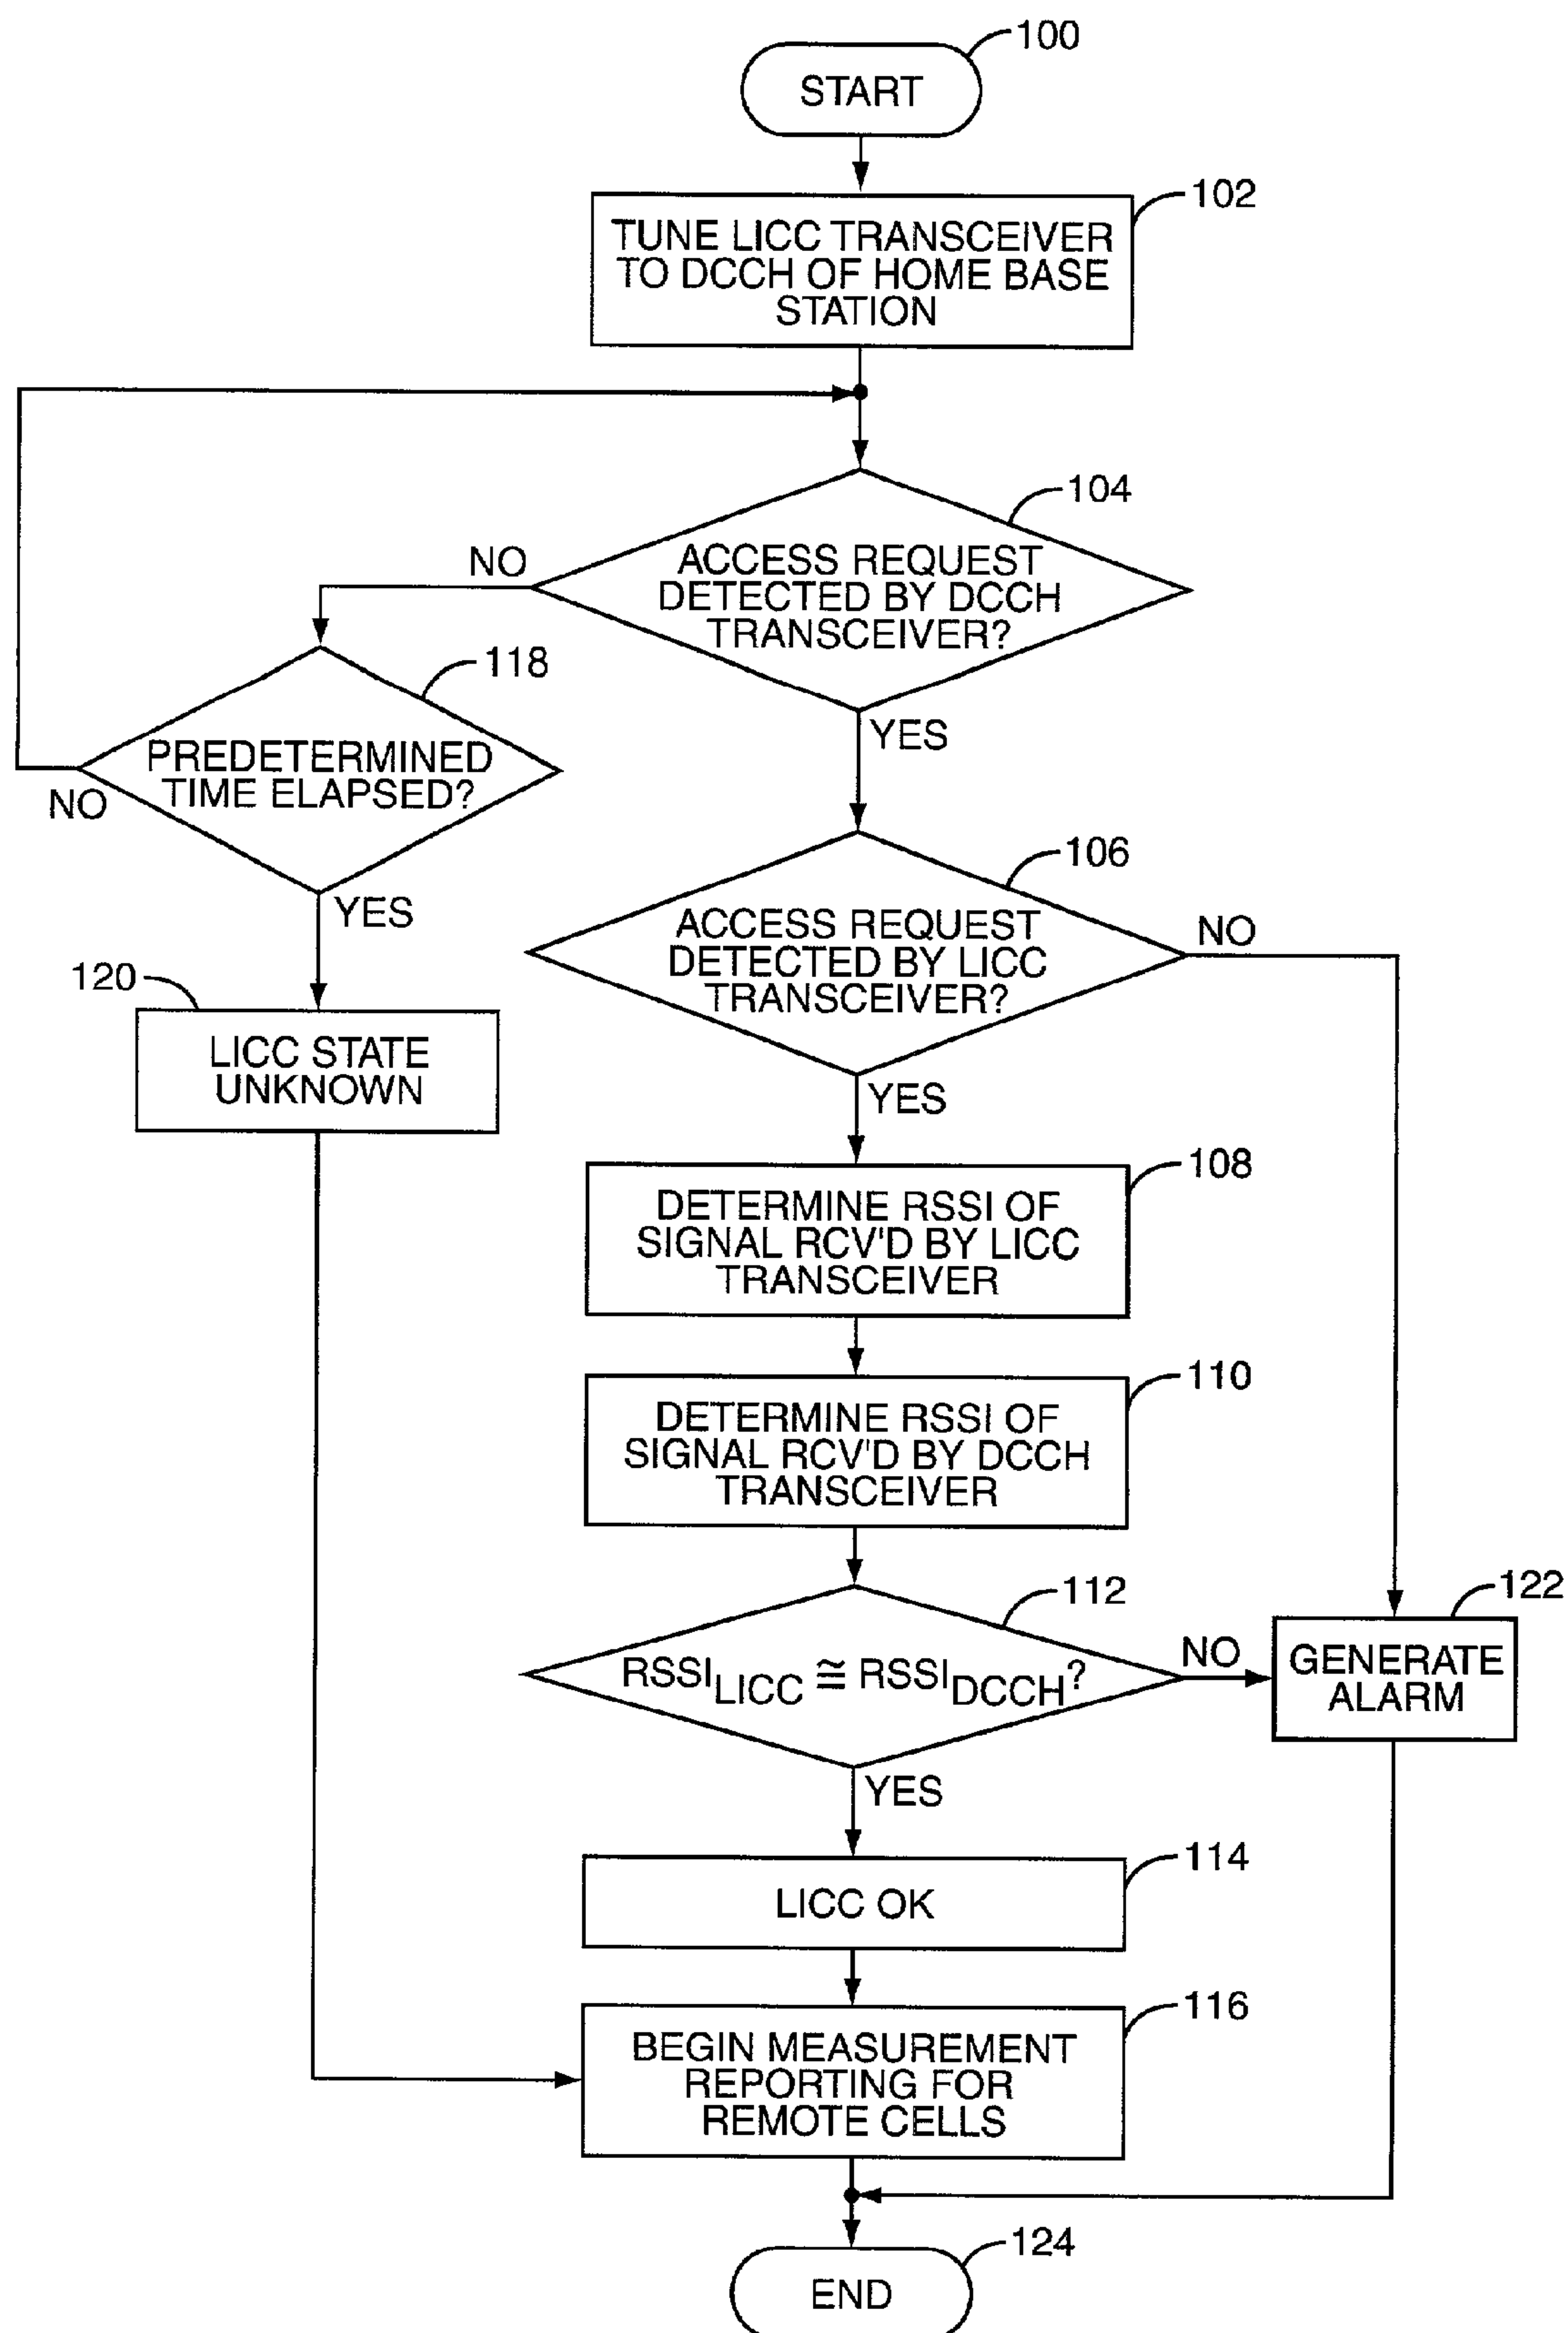 100
START
102
TUNE LICC TRANSCEIVER
TO DCCH OF HOME BASE
STATION
104
ACCESS REQUEST
DETECTED BY DCCH
TRANSCEIVER?
NO
YES
118
PREDETERMINED
TIME ELAPSED?
NO
YES
106
ACCESS REQUEST
DETECTED BY LICC
TRANSCEIVER?
NO
YES
120
LICC STATE
UNKNOWN
108
DETERMINE RSSI OF
SIGNAL RCV'D BY LICC
TRANSCEIVER
110
DETERMINE RSSI OF
SIGNAL RCV'D BY DCCH
TRANSCEIVER
112
RSSI LICC ≅ RSSI DCCH?
NO
YES
122
GENERATE
ALARM
114
LICC OK
116
BEGIN MEASUREMENT
REPORTING FOR
REMOTE CELLS
124
END